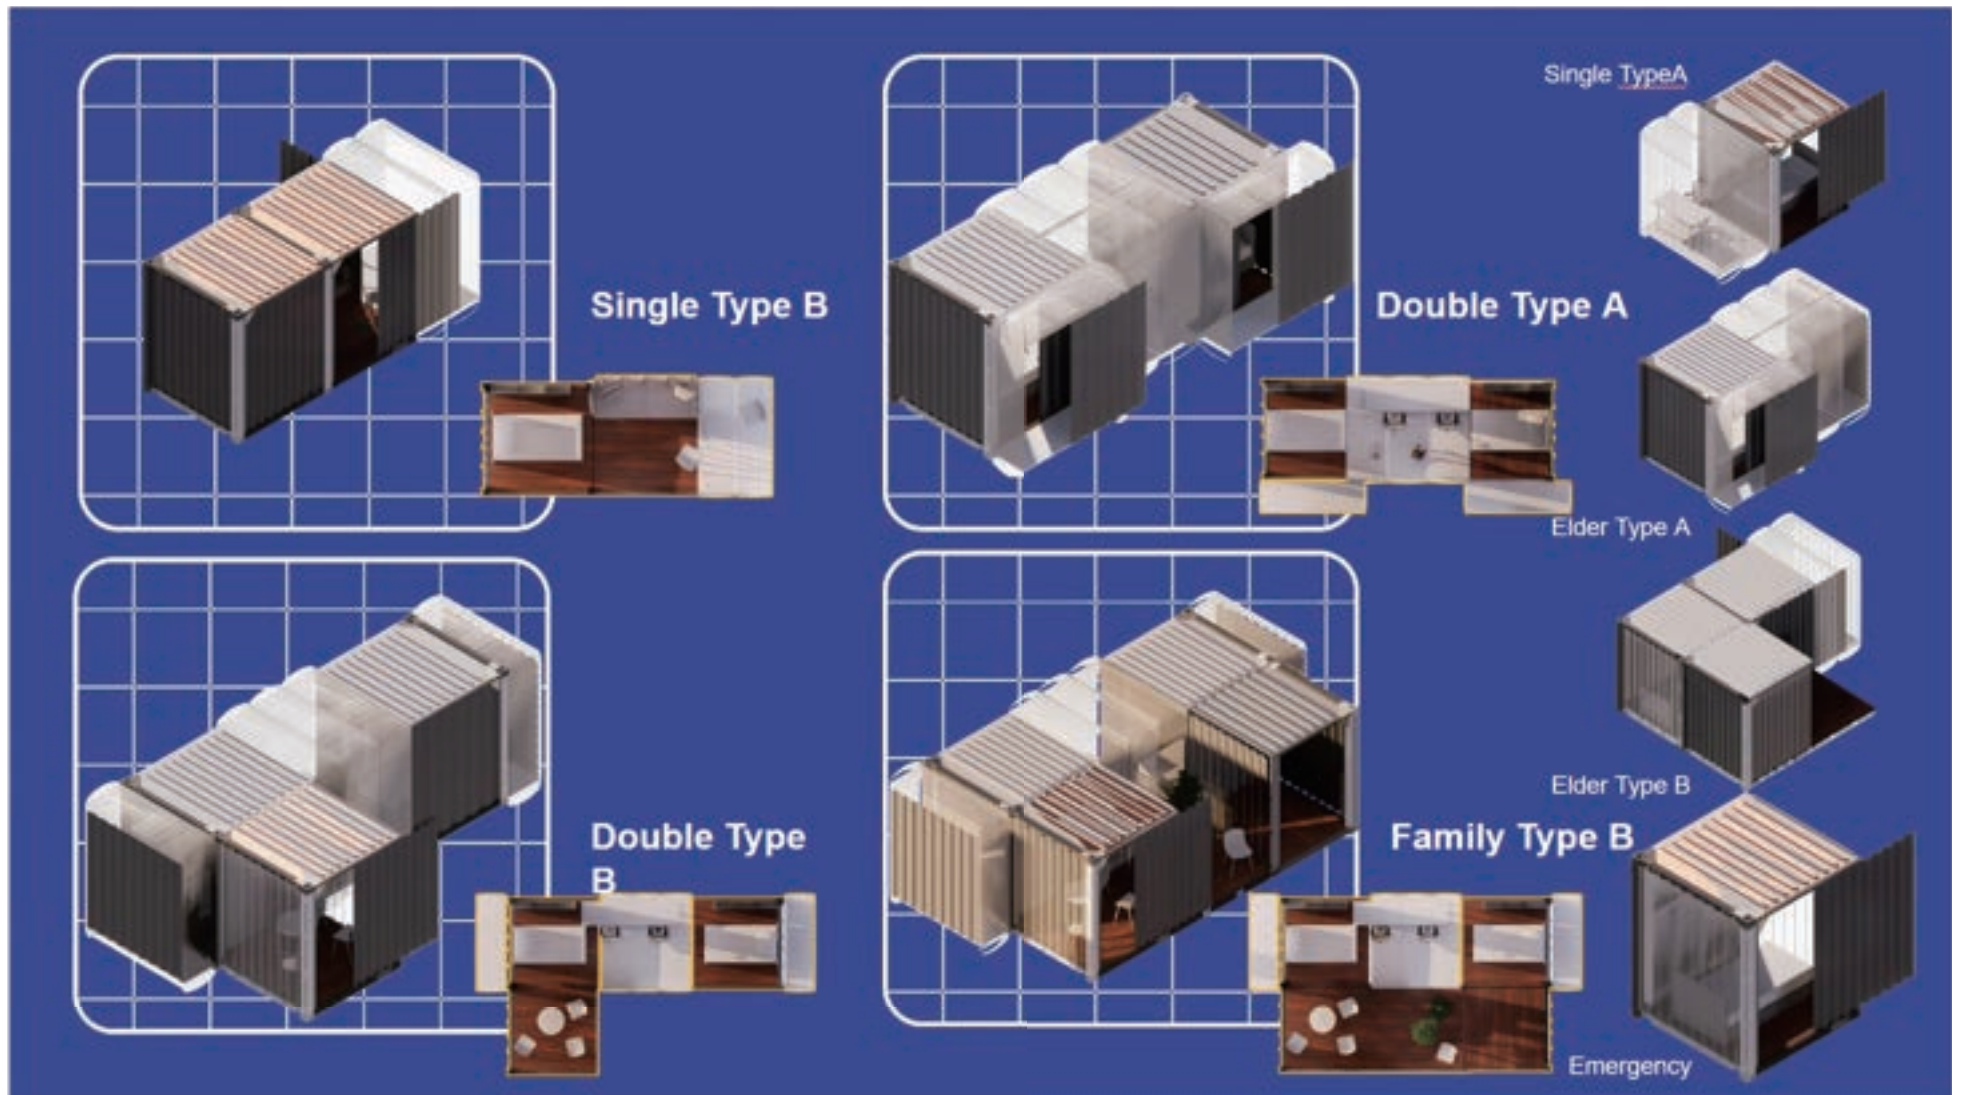 Single TypeA
Single Type B
Double Type A
Elder Type A
Elder Type B
Double Type
B
Family Type B
Emergency